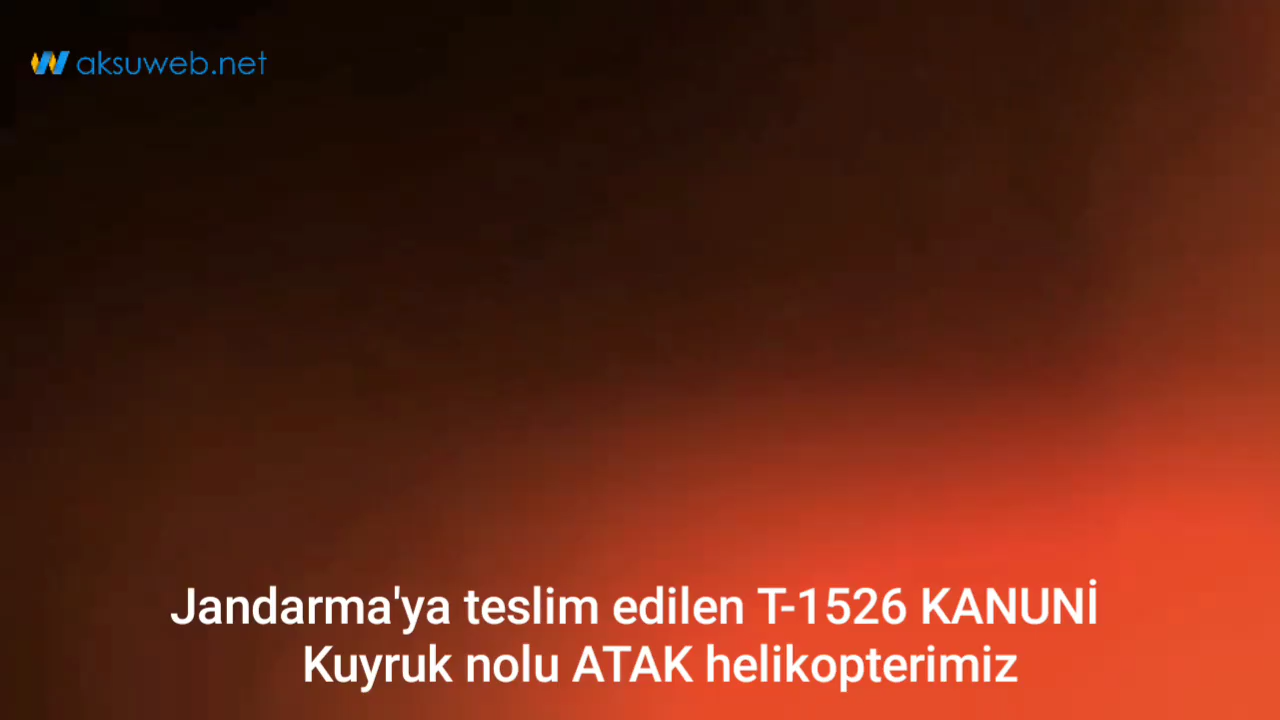 aksuweb.net
Jandarma'ya teslim edilen T-1526 KANUNİ
Kuyruk nolu ATAK helikopterimiz